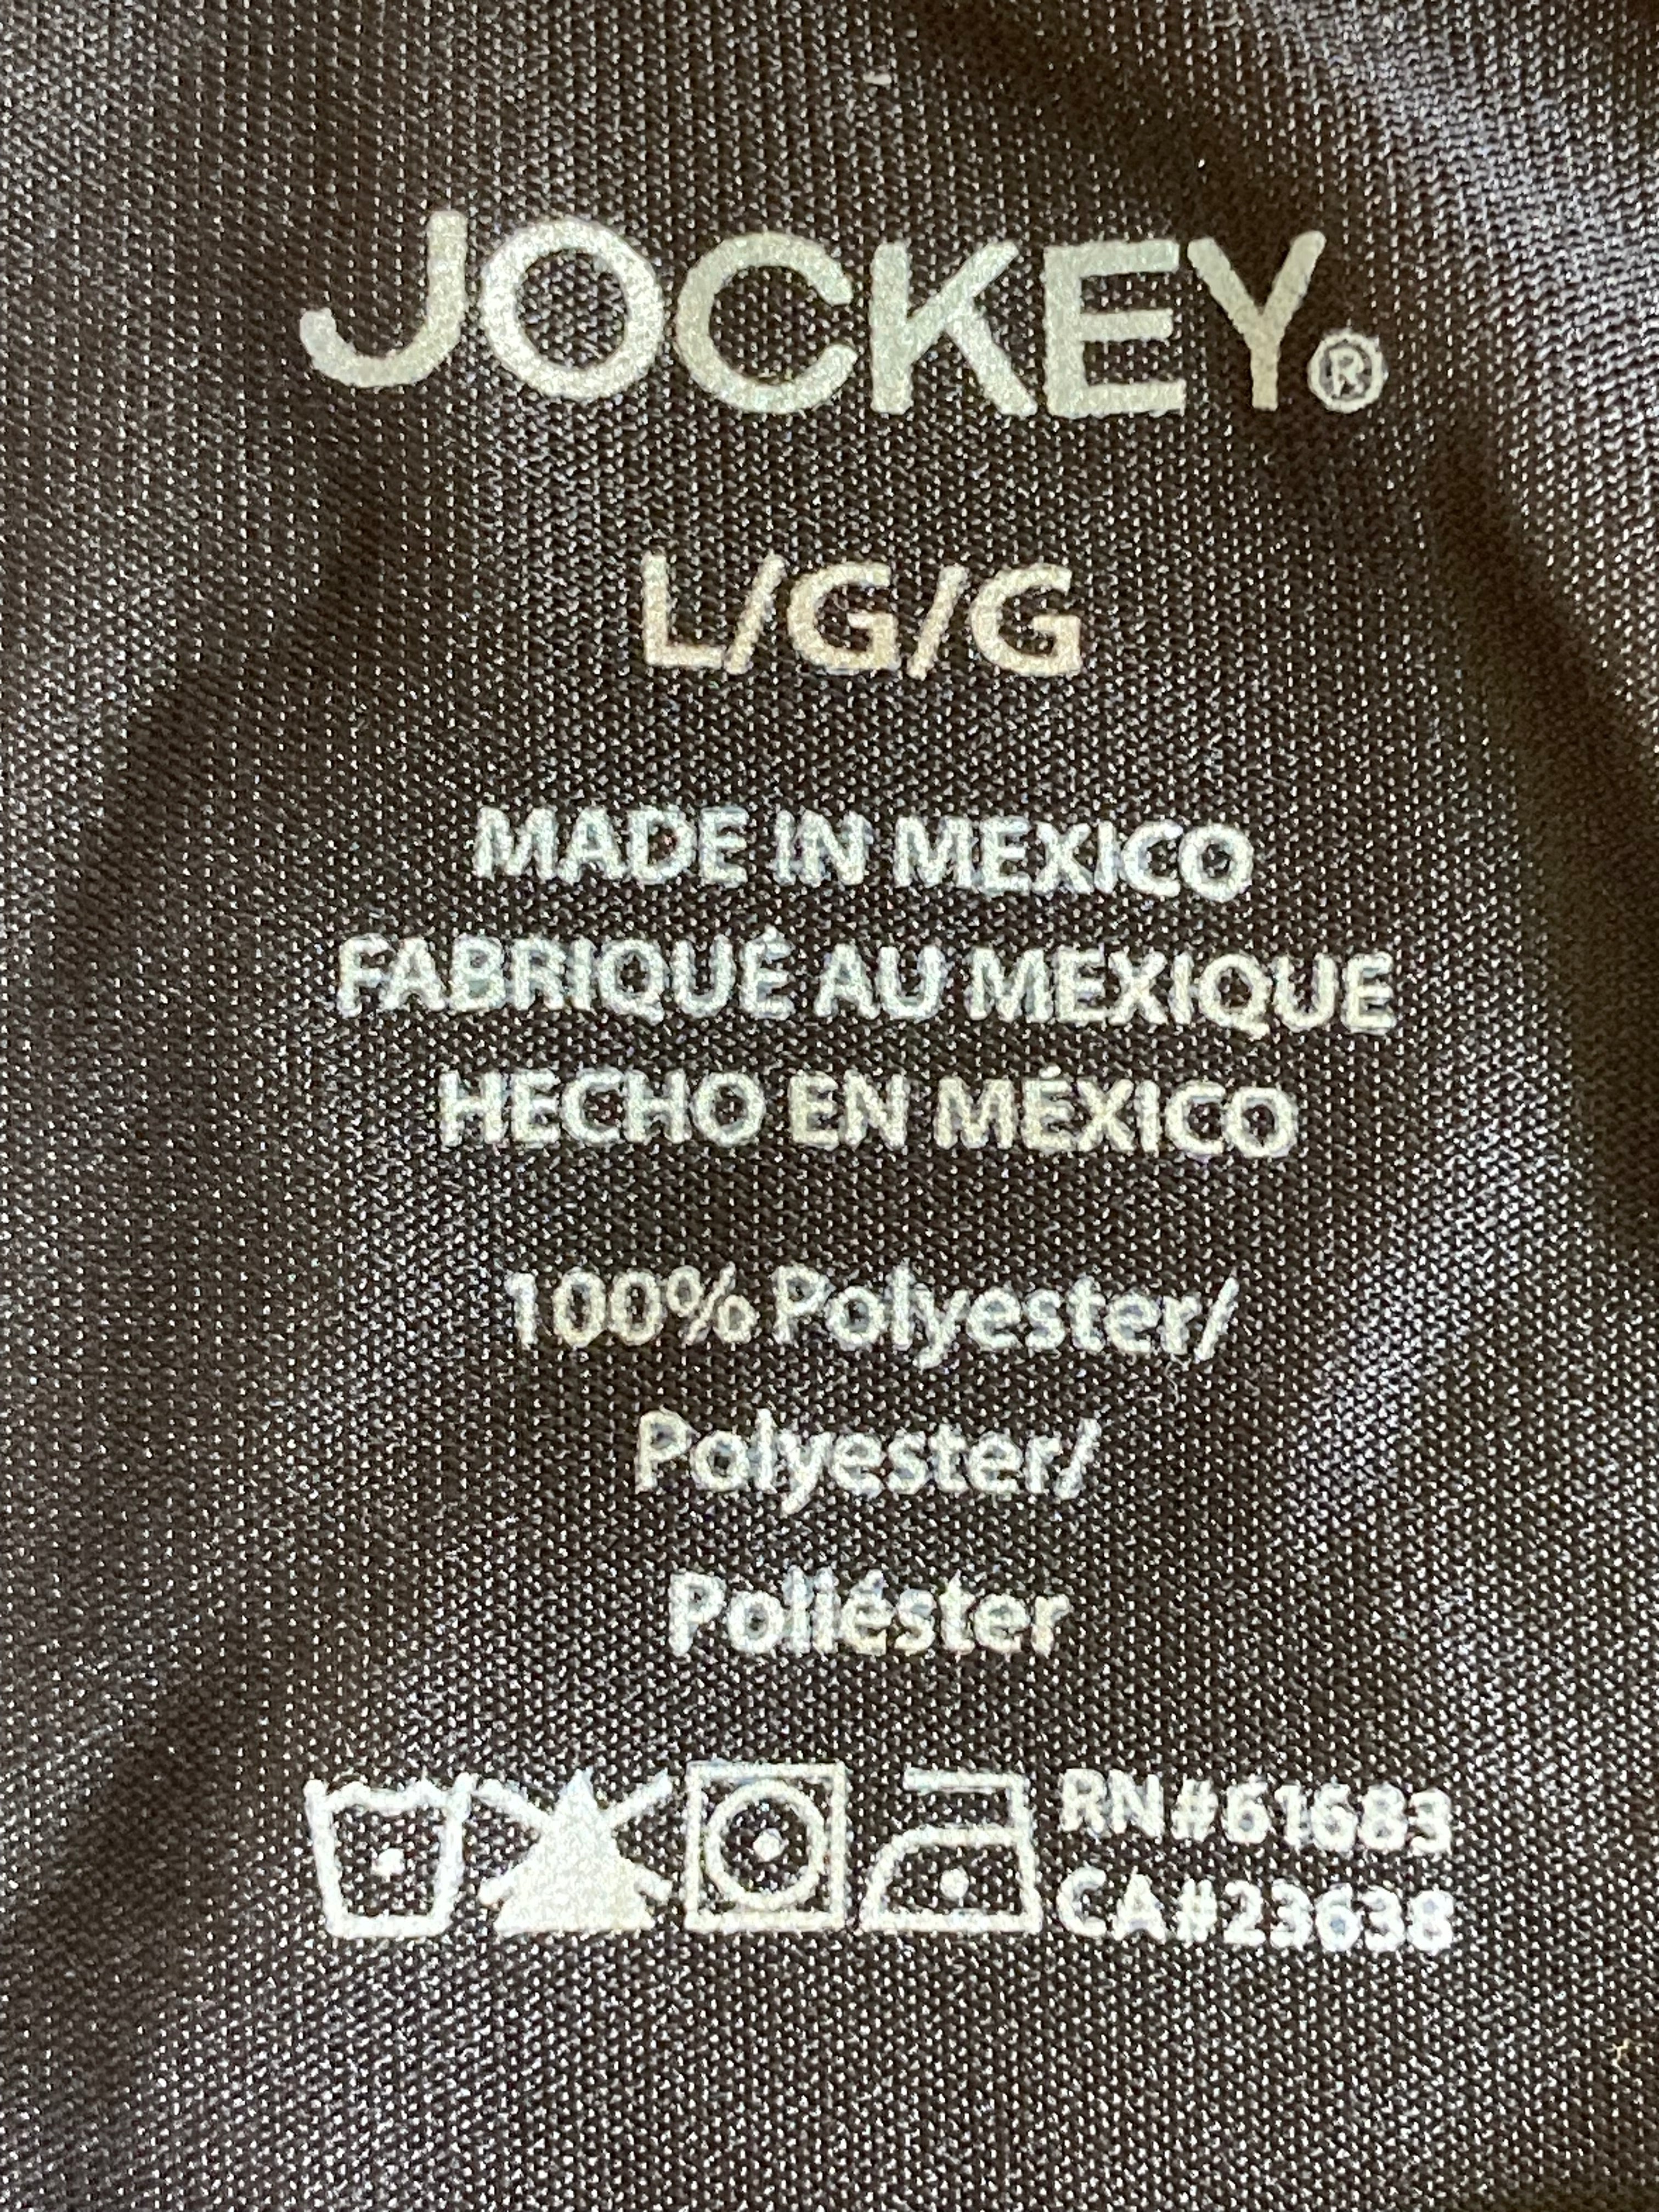 JOCKEY®
L/G/G
MADE IN MEXICO
FABRIQUÉ AU MEXIQUE
HECHO EN MÉXICO
100% Polyester/
Polyester/
Poliéster
RN#61683
CA#23638